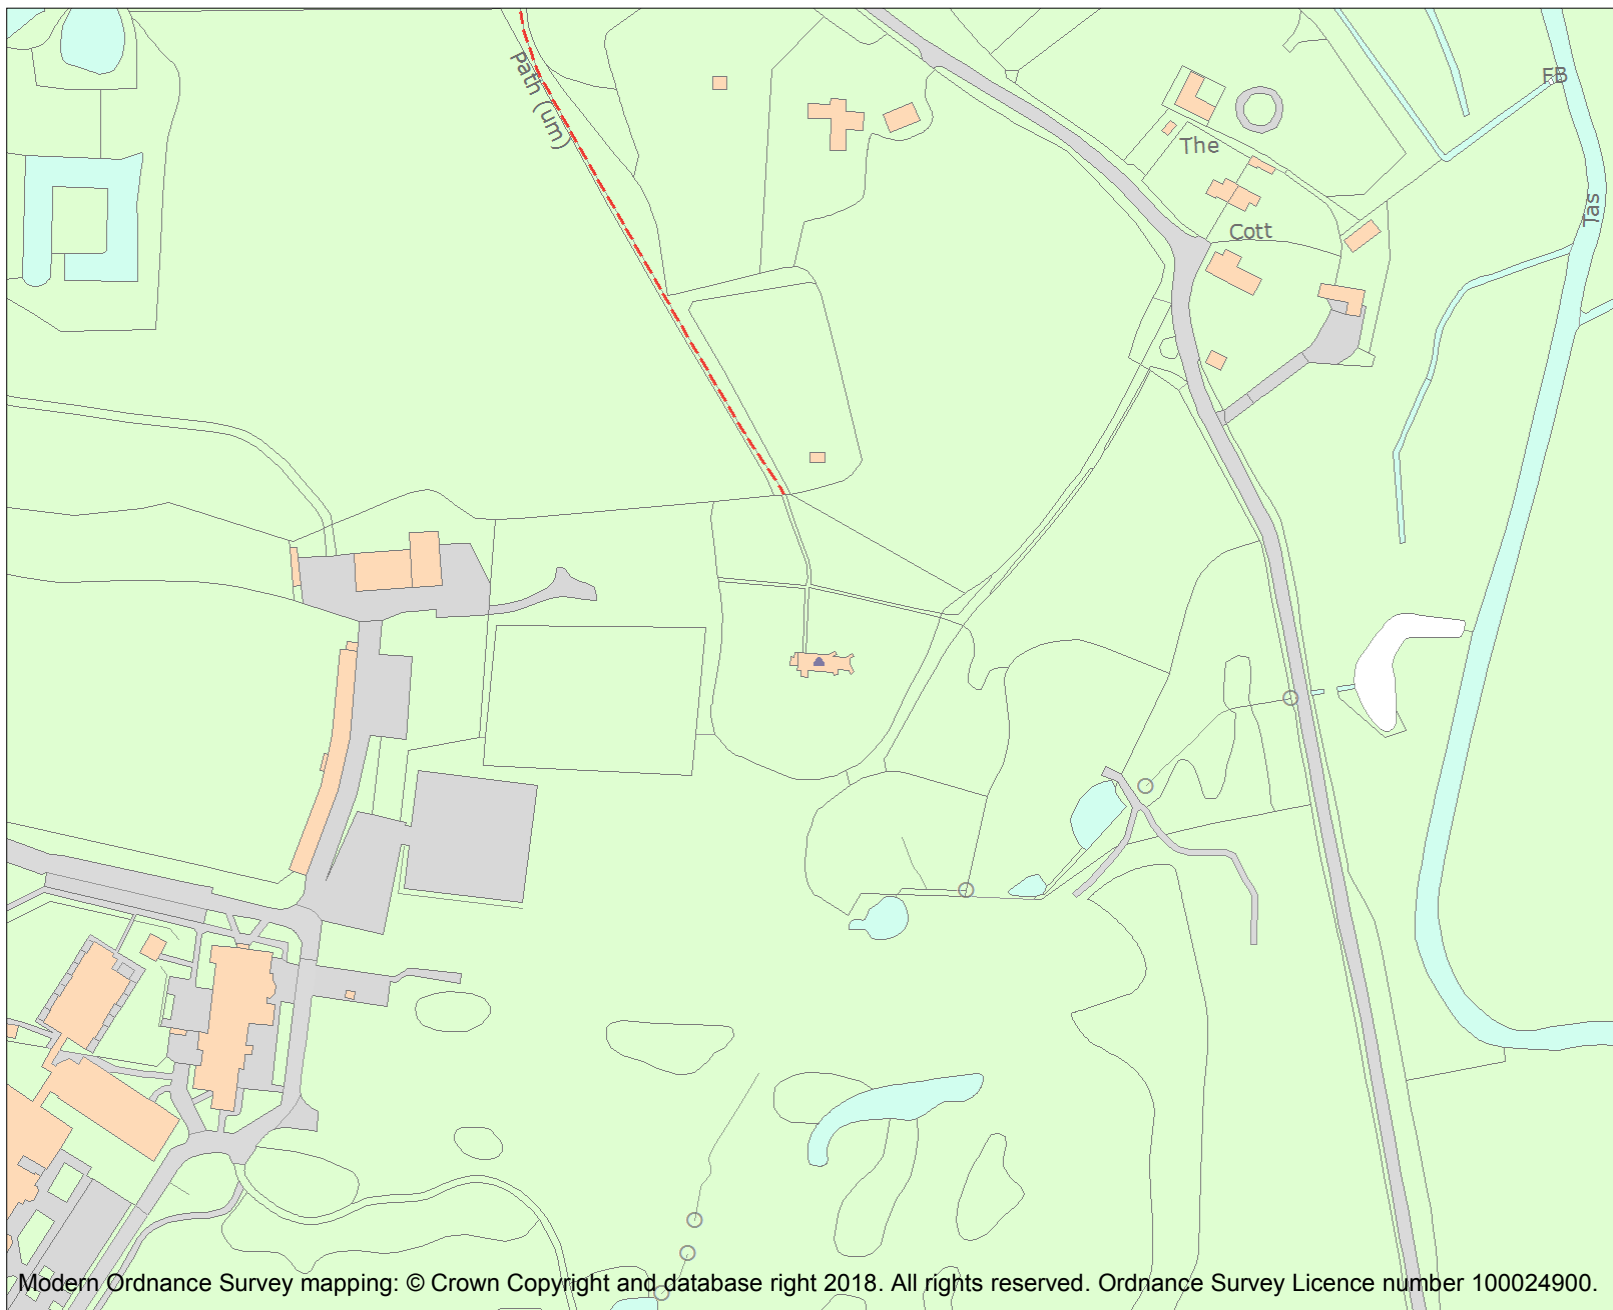 Path (um)
FB
The
Tas
Cott
Modern Ordnance Survey mapping: © Crown Copyright and database right 2018. All rights reserved. Ordnance Survey Licence number 100024900.